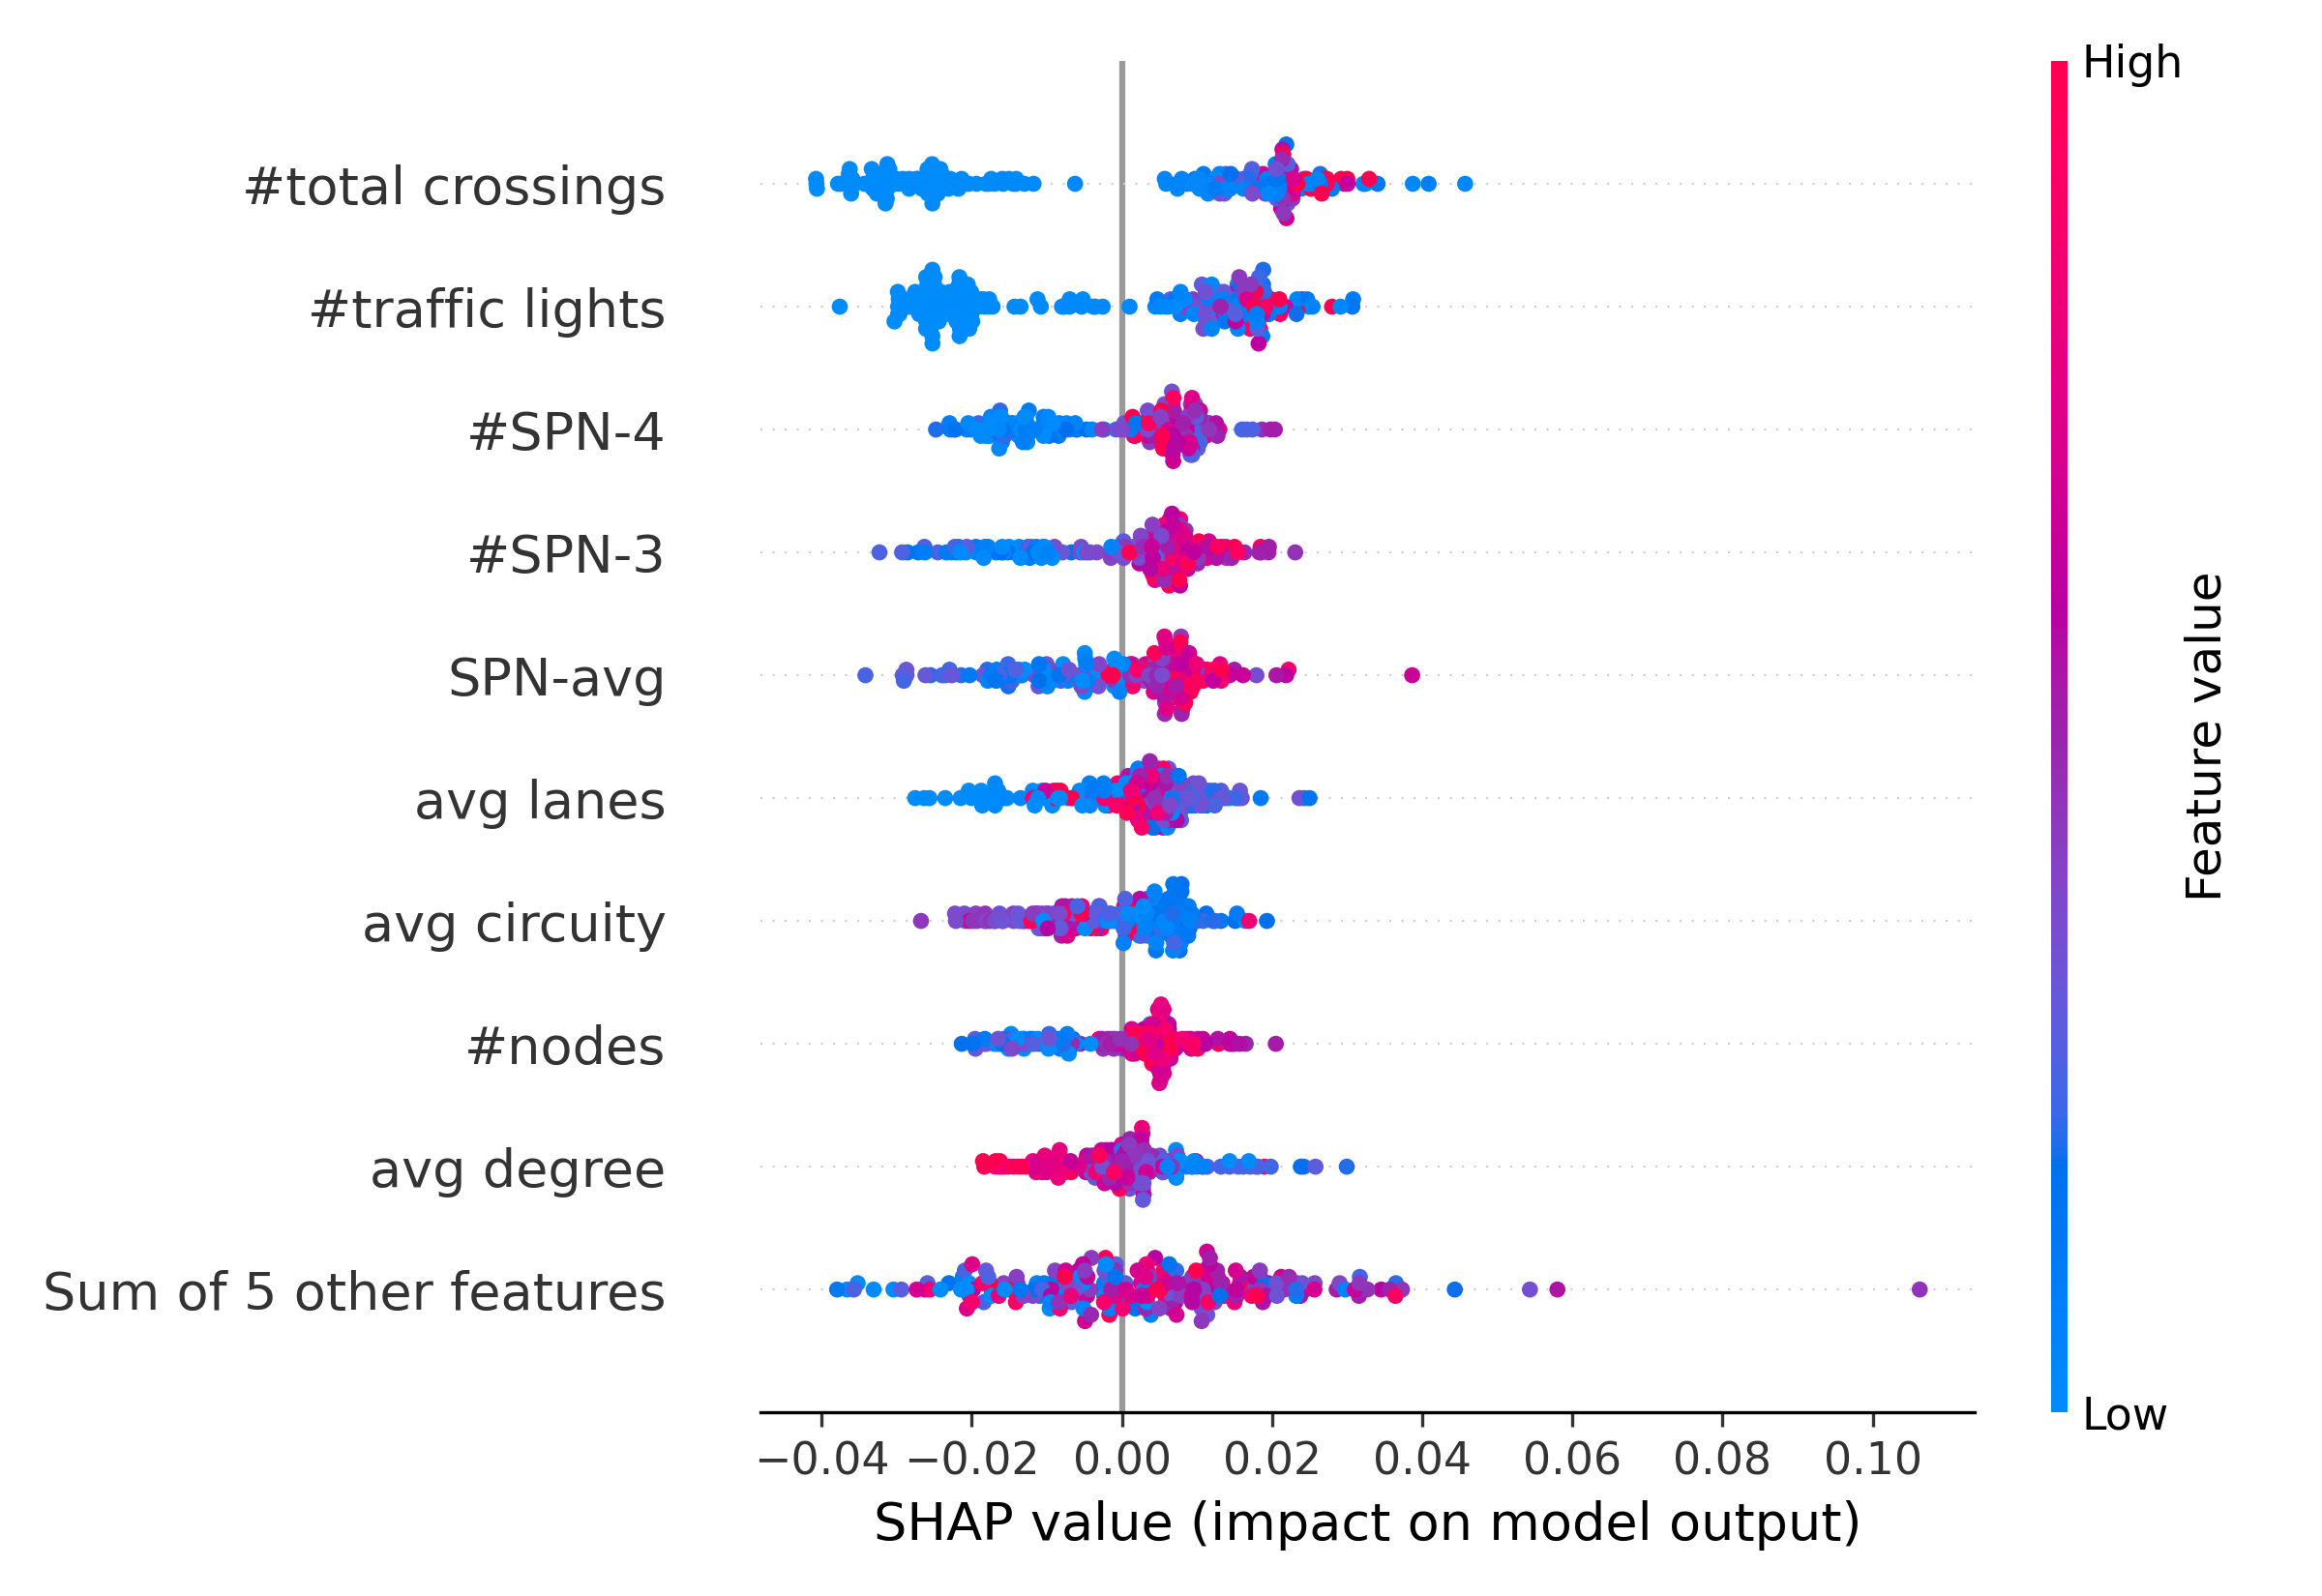 High
#total crossings
#traffic lights
#SPN-4
#SPN-3
SPN-avg
avg lanes
avg circuity
#nodes
avg degree
Sum of 5 other features
Feature value
Low
−0.04 −0.02 0.00 0.02 0.04 0.06 0.08 0.10
SHAP value (impact on model output)